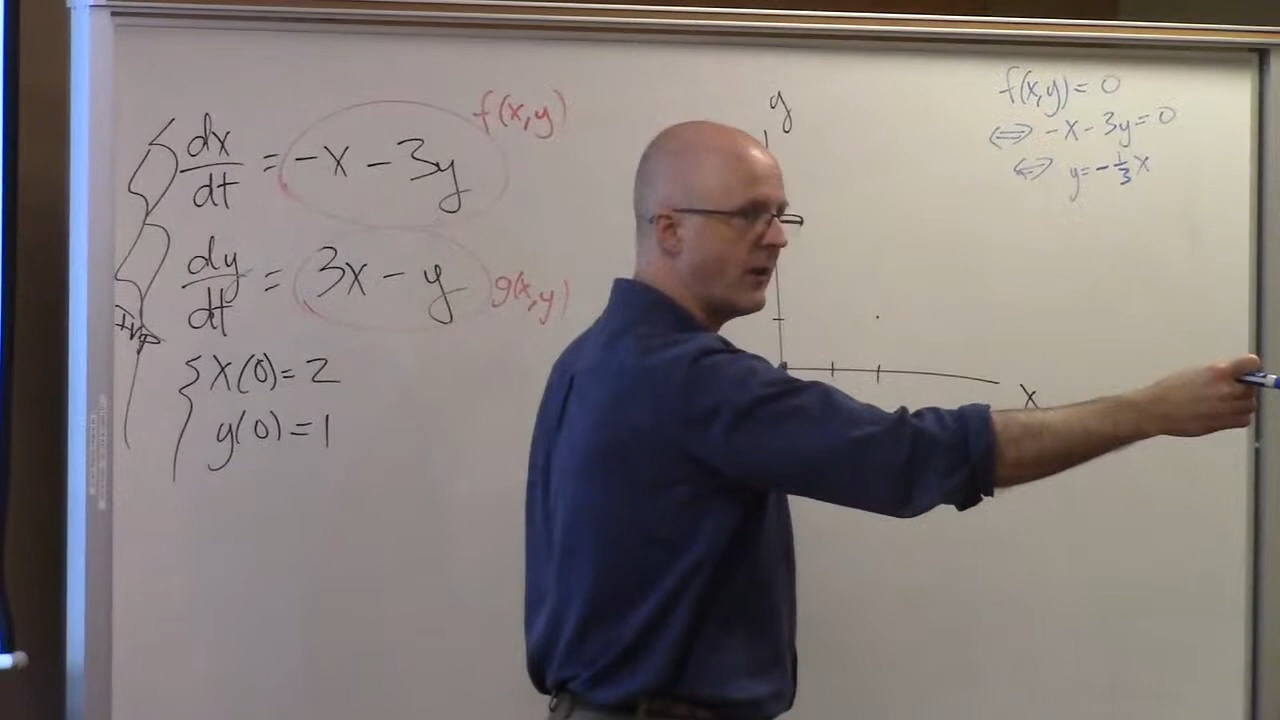 dx/dt = -x - 3y f(x,y)
dy/dt = 3x - y g(x,y)
IVP
{ x(0) = 2
y(0) = 1
y
x
f(x,y) = 0
⇔ -x - 3y = 0
⇔ y = -1/3 x